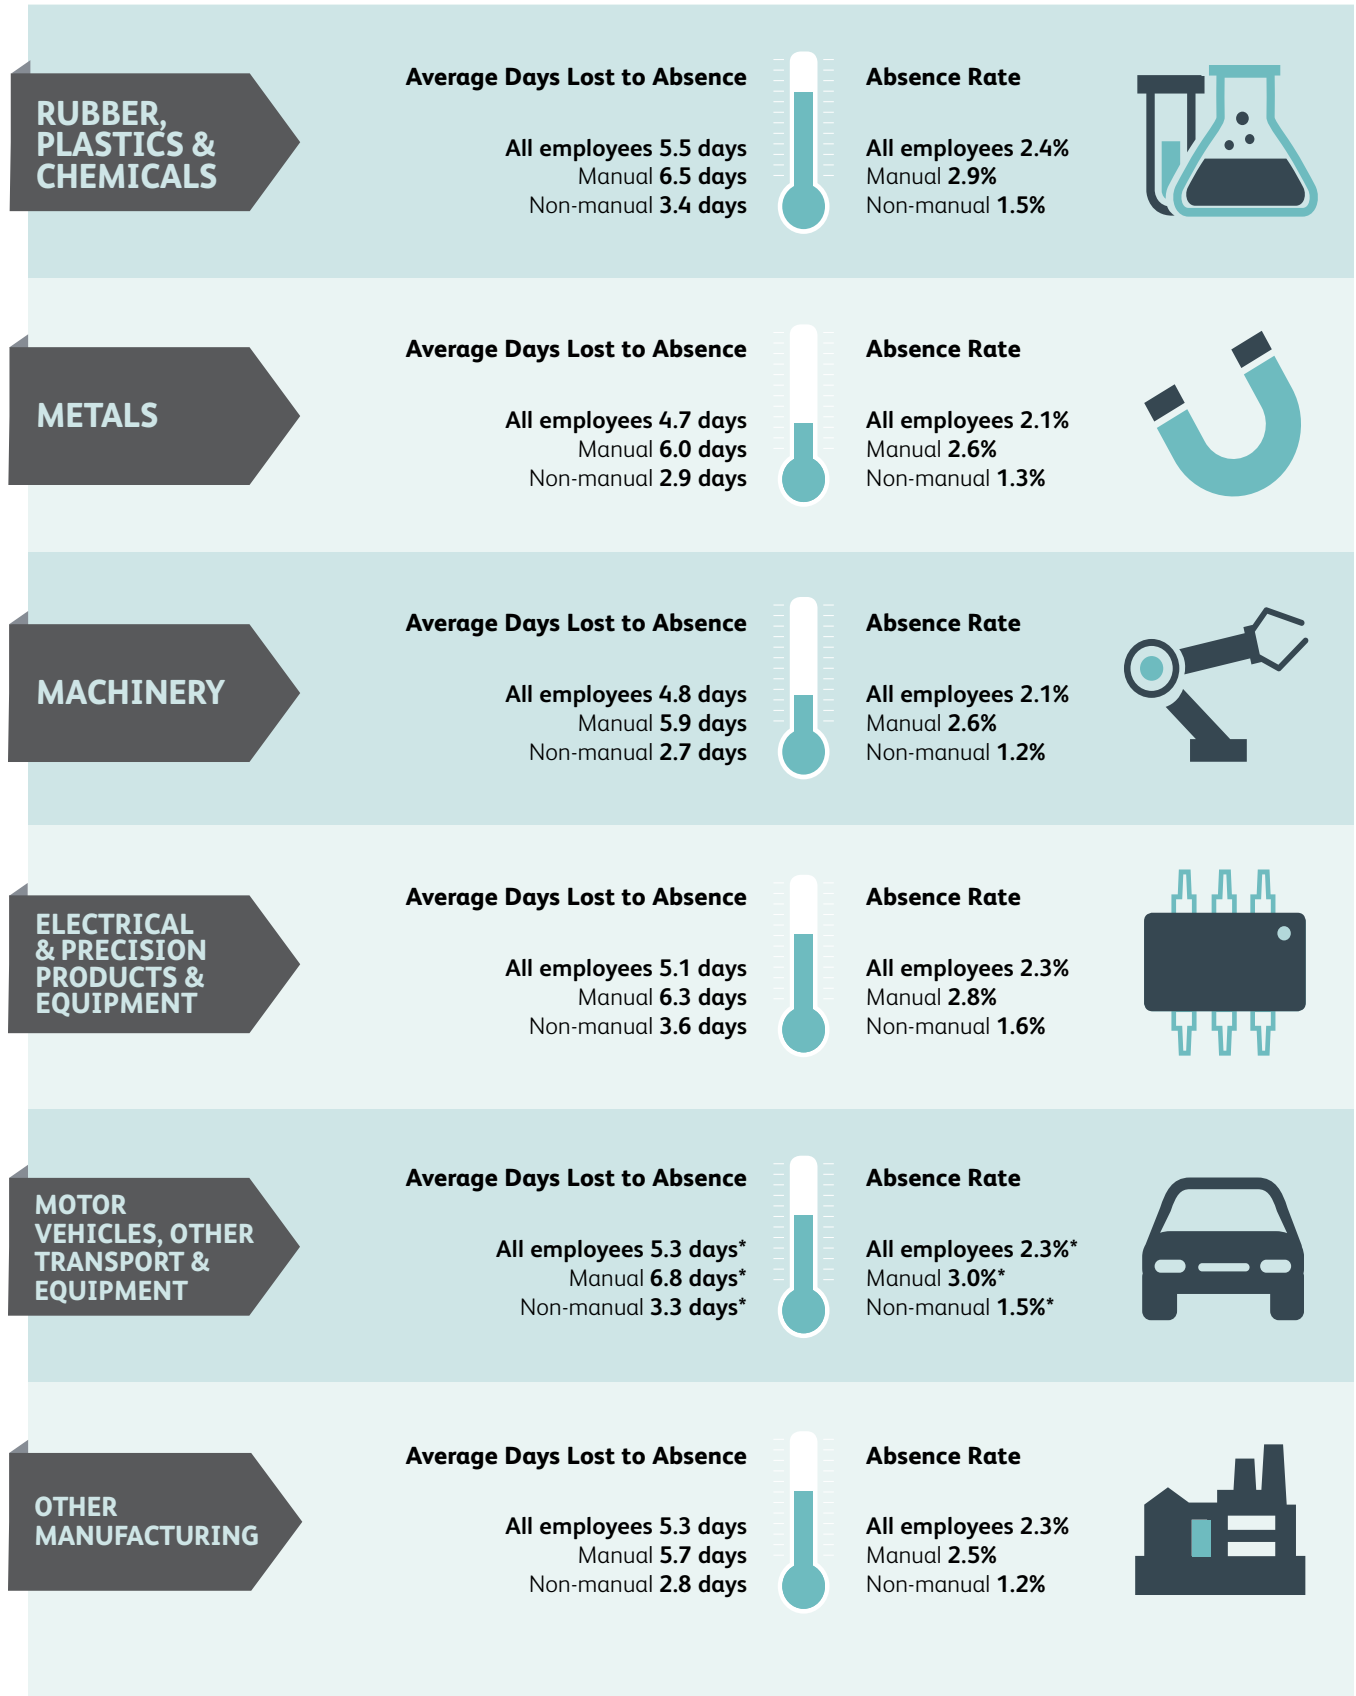 RUBBER,
PLASTICS &
CHEMICALS
Average Days Lost to Absence
All employees 5.5 days
Manual 6.5 days
Non-manual 3.4 days
Absence Rate
All employees 2.4%
Manual 2.9%
Non-manual 1.5%
METALS
Average Days Lost to Absence
All employees 4.7 days
Manual 6.0 days
Non-manual 2.9 days
Absence Rate
All employees 2.1%
Manual 2.6%
Non-manual 1.3%
MACHINERY
Average Days Lost to Absence
All employees 4.8 days
Manual 5.9 days
Non-manual 2.7 days
Absence Rate
All employees 2.1%
Manual 2.6%
Non-manual 1.2%
ELECTRICAL
& PRECISION
PRODUCTS &
EQUIPMENT
Average Days Lost to Absence
All employees 5.1 days
Manual 6.3 days
Non-manual 3.6 days
Absence Rate
All employees 2.3%
Manual 2.8%
Non-manual 1.6%
MOTOR
VEHICLES, OTHER
TRANSPORT &
EQUIPMENT
Average Days Lost to Absence
All employees 5.3 days*
Manual 6.8 days*
Non-manual 3.3 days*
Absence Rate
All employees 2.3%*
Manual 3.0%*
Non-manual 1.5%*
OTHER
MANUFACTURING
Average Days Lost to Absence
All employees 5.3 days
Manual 5.7 days
Non-manual 2.8 days
Absence Rate
All employees 2.3%
Manual 2.5%
Non-manual 1.2%